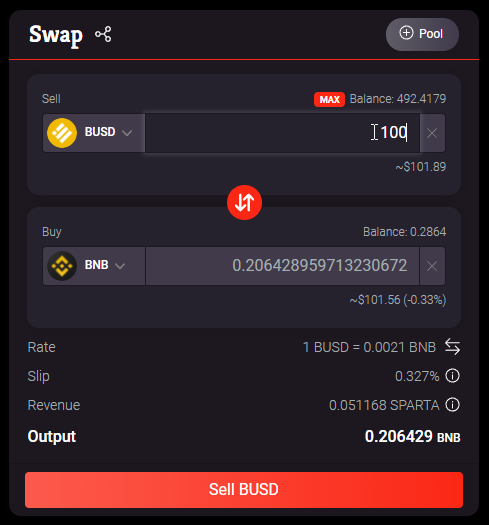 Swap
Pool
Sell MAX Balance: 492.4179
BUSD 100
~$101.89
Buy Balance: 0.2864
BNB 0.206428959713230672
~$101.56 (-0.33%)
Rate 1 BUSD = 0.0021 BNB
Slip 0.327%
Revenue 0.051168 SPARTA
Output 0.206429 BNB
Sell BUSD